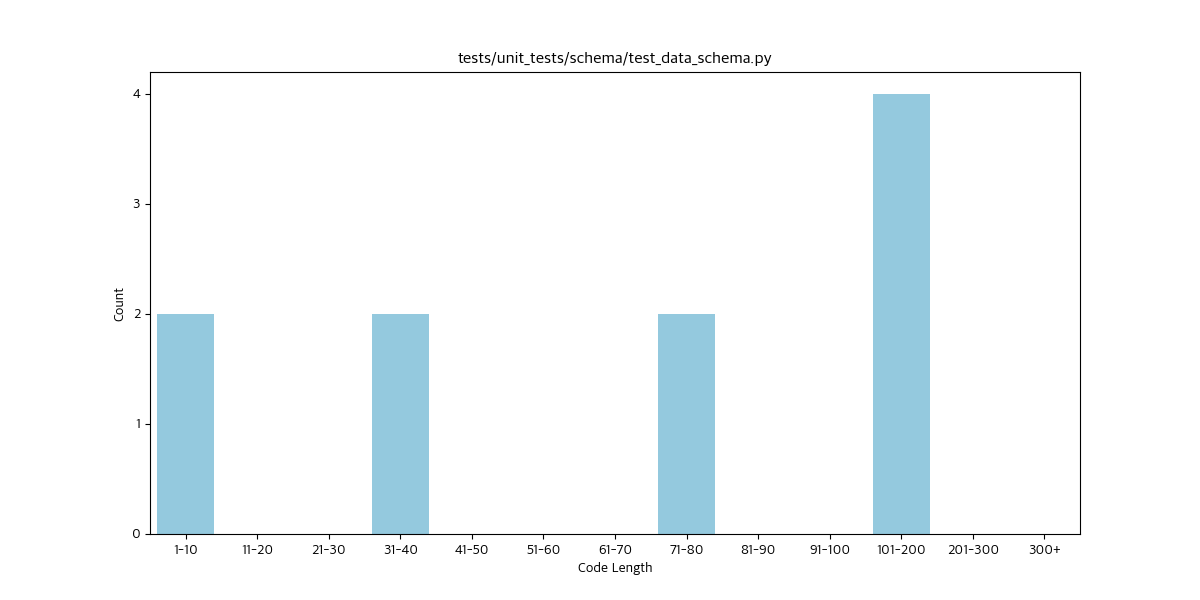 tests/unit_tests/schema/test_data_schema.py
4
3
2
1
0
Count
1-10 11-20 21-30 31-40 41-50 51-60 61-70 71-80 81-90 91-100 101-200 201-300 300+
Code Length